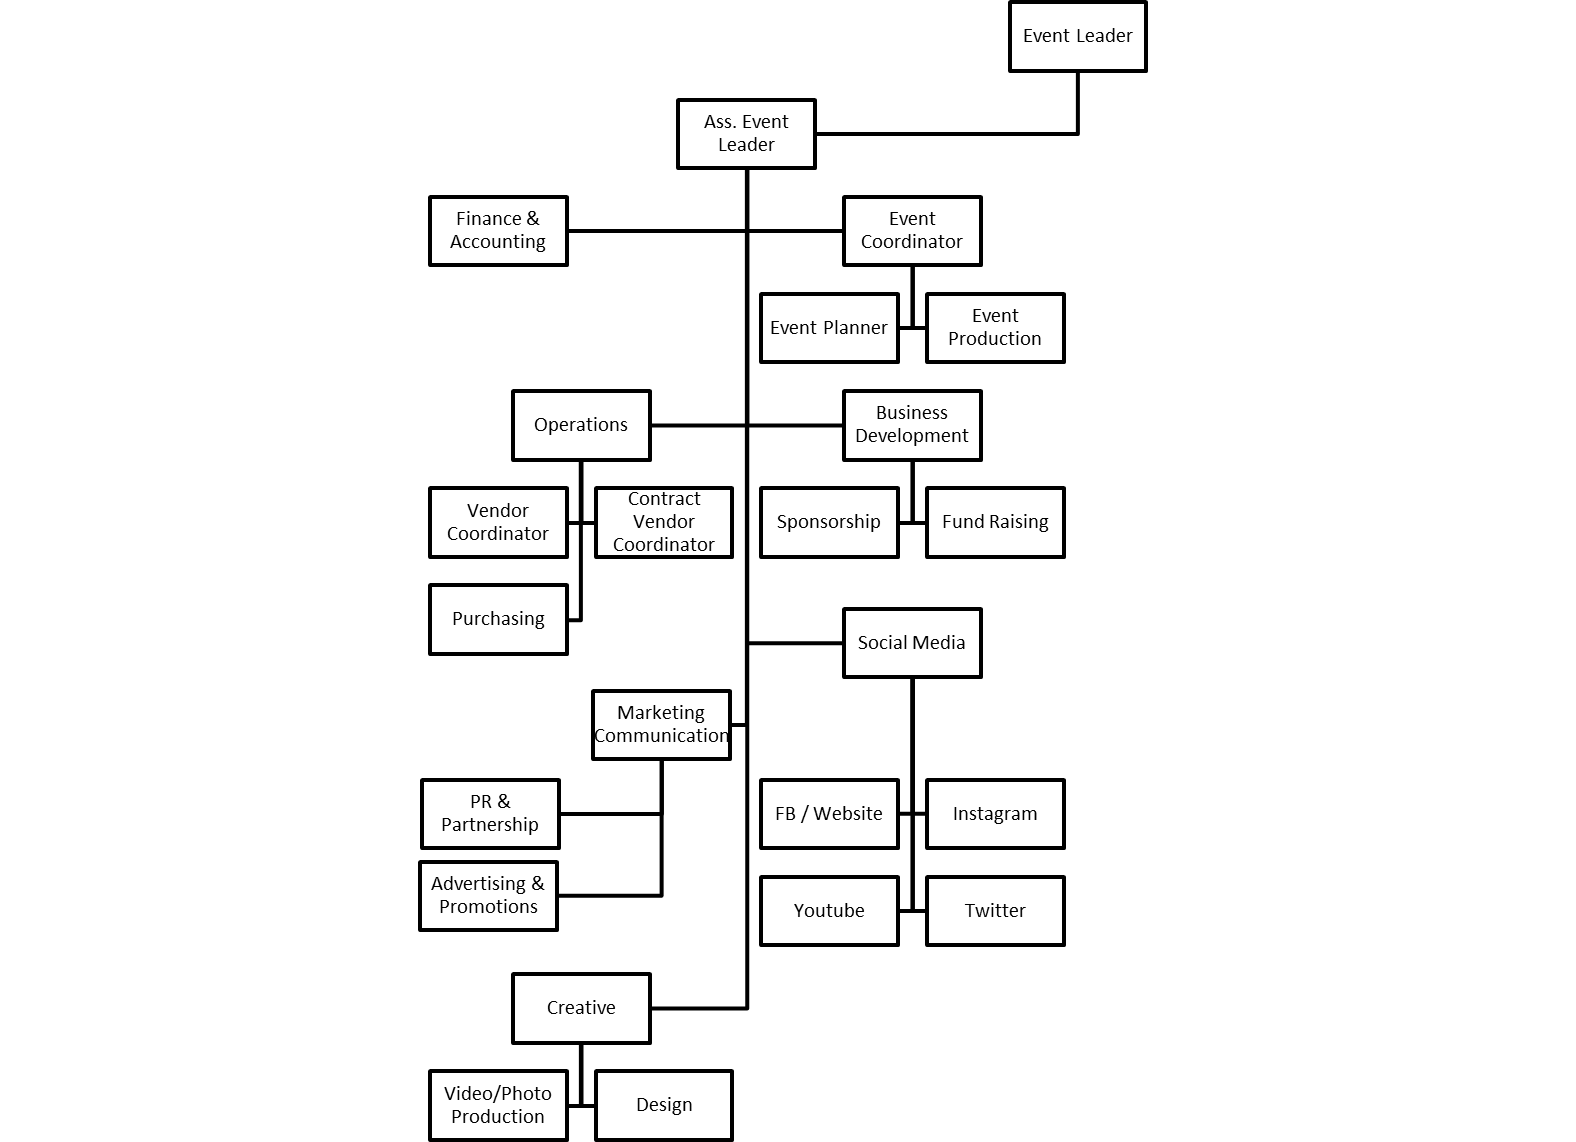 Event Leader
Ass. Event
Leader
Finance &
Accounting
Event
Coordinator
Event Planner
Event
Production
Operations
Business
Development
Vendor
Coordinator
Contract
Vendor
Coordinator
Sponsorship
Fund Raising
Purchasing
Social Media
Marketing
Communication
PR &
Partnership
FB / Website
Instagram
Advertising &
Promotions
Youtube
Twitter
Creative
Video/Photo
Production
Design